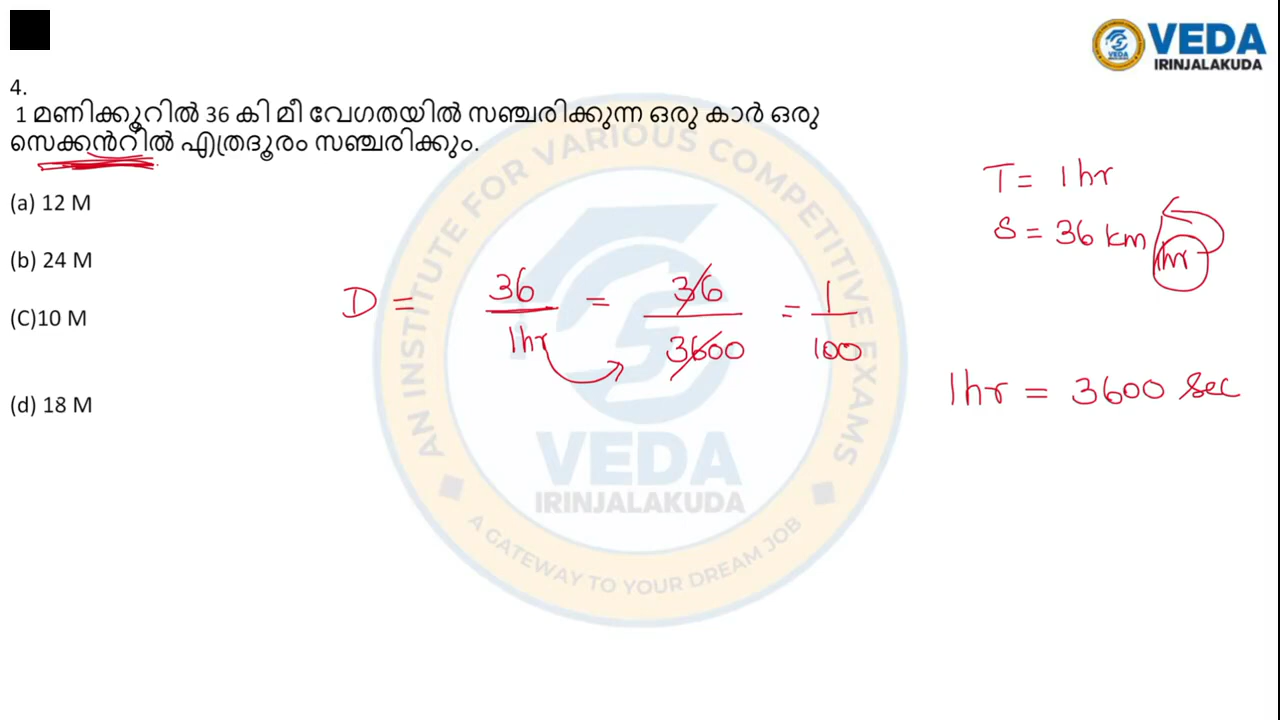 VEDA
IRINJALAKUDA
4.
1 മണിക്കൂറിൽ 36 കി മീ വേഗതയിൽ സഞ്ചരിക്കുന്ന ഒരു കാർ ഒരു
സെക്കൻറിൽ എത്രദൂരം സഞ്ചരിക്കും.
(a) 12 M
(b) 24 M
(C)10 M
(d) 18 M
T = 1 hr
S = 36 km / hr
D = 36 / 1hr = 36 / 3600 = 1 / 100
1hr = 3600 Sec
AN INSTITUTE FOR VARIOUS COMPETITIVE EXAMS
VEDA
IRINJALAKUDA
A GATEWAY TO YOUR DREAM JOB